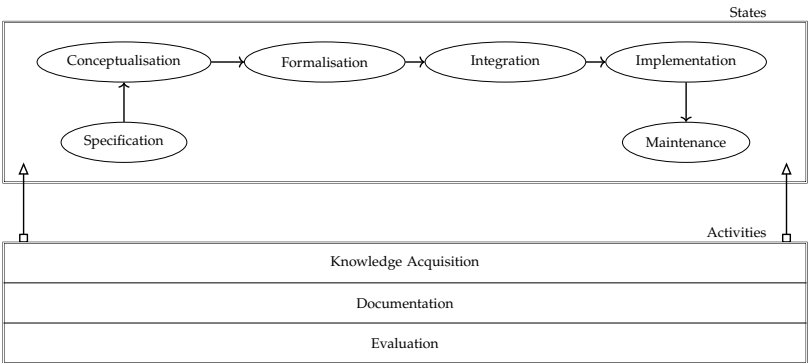 States
Conceptualisation
Formalisation
Integration
Implementation
Specification
Maintenance
Activities
Knowledge Acquisition
Documentation
Evaluation